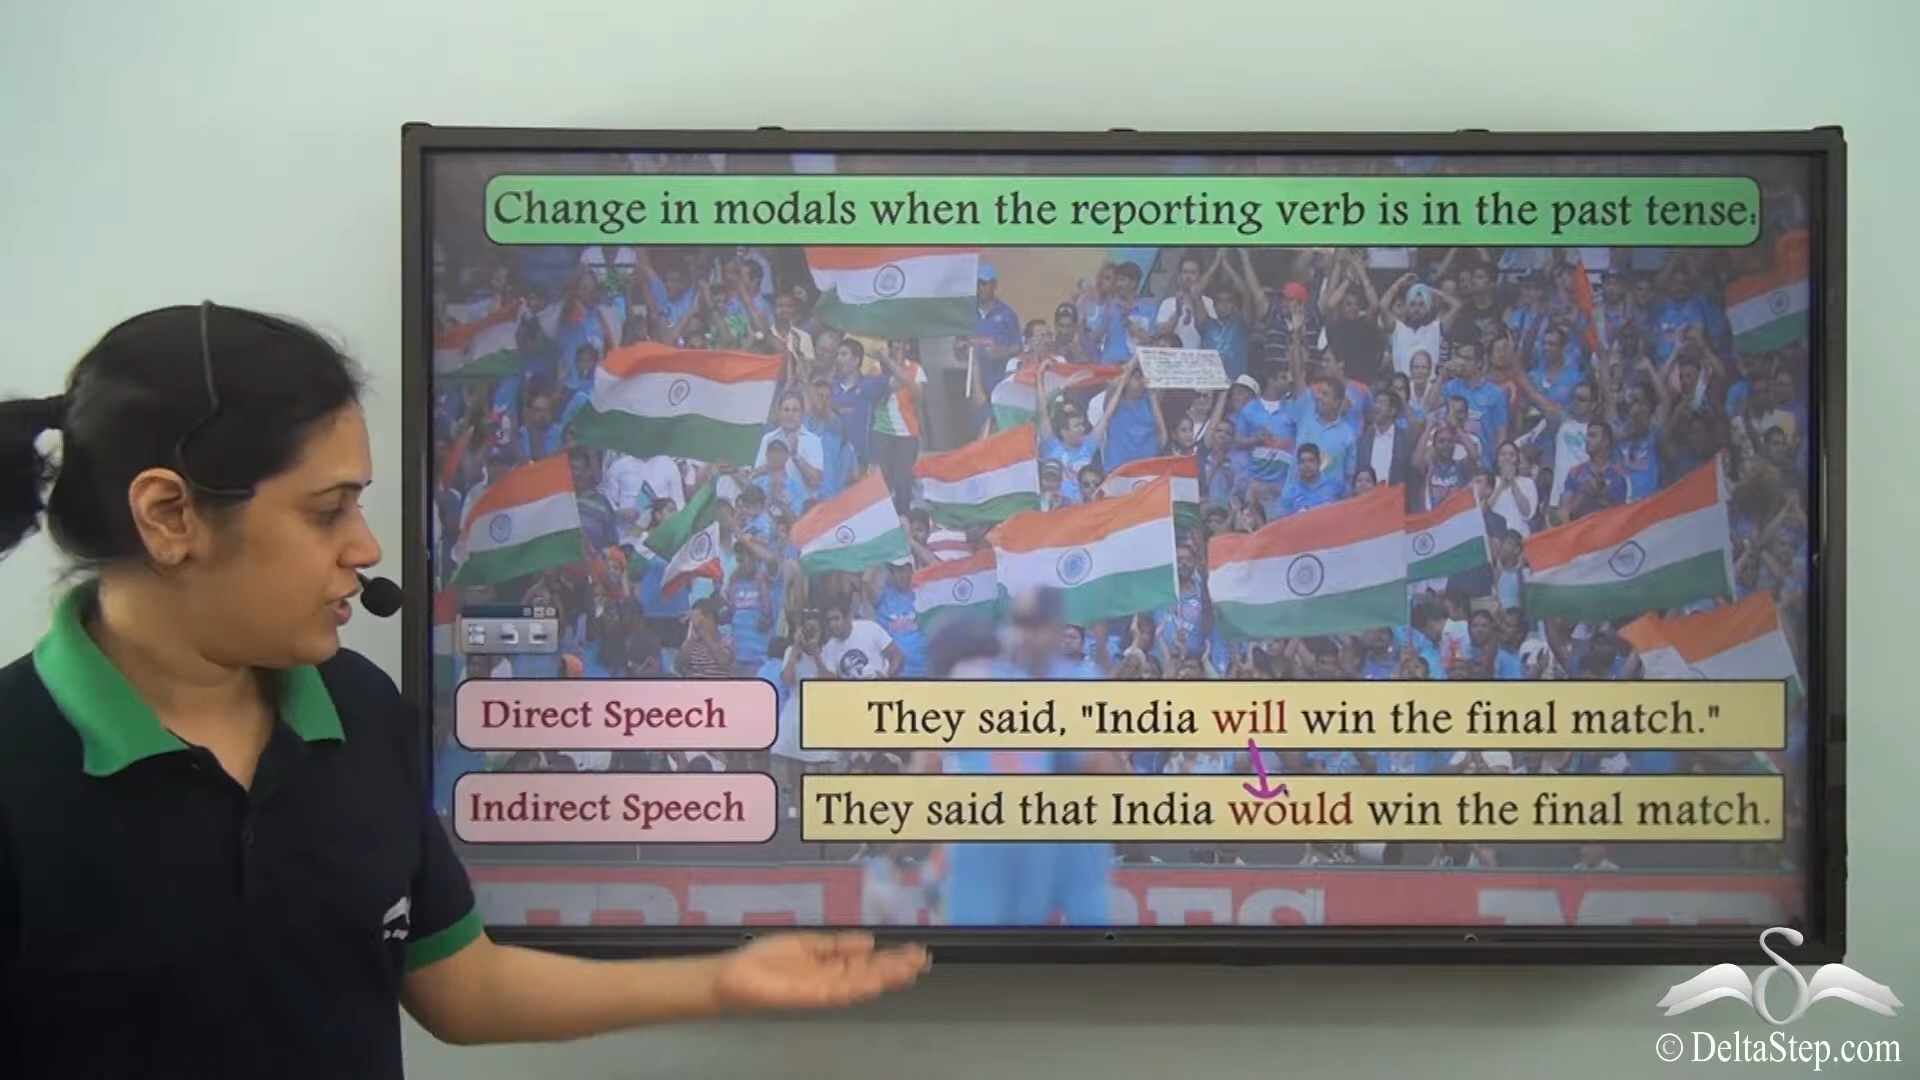 Change in modals when the reporting verb is in the past tense:
Direct Speech
They said, "India will win the final match."
Indirect Speech
They said that India would win the final match.
© DeltaStep.com